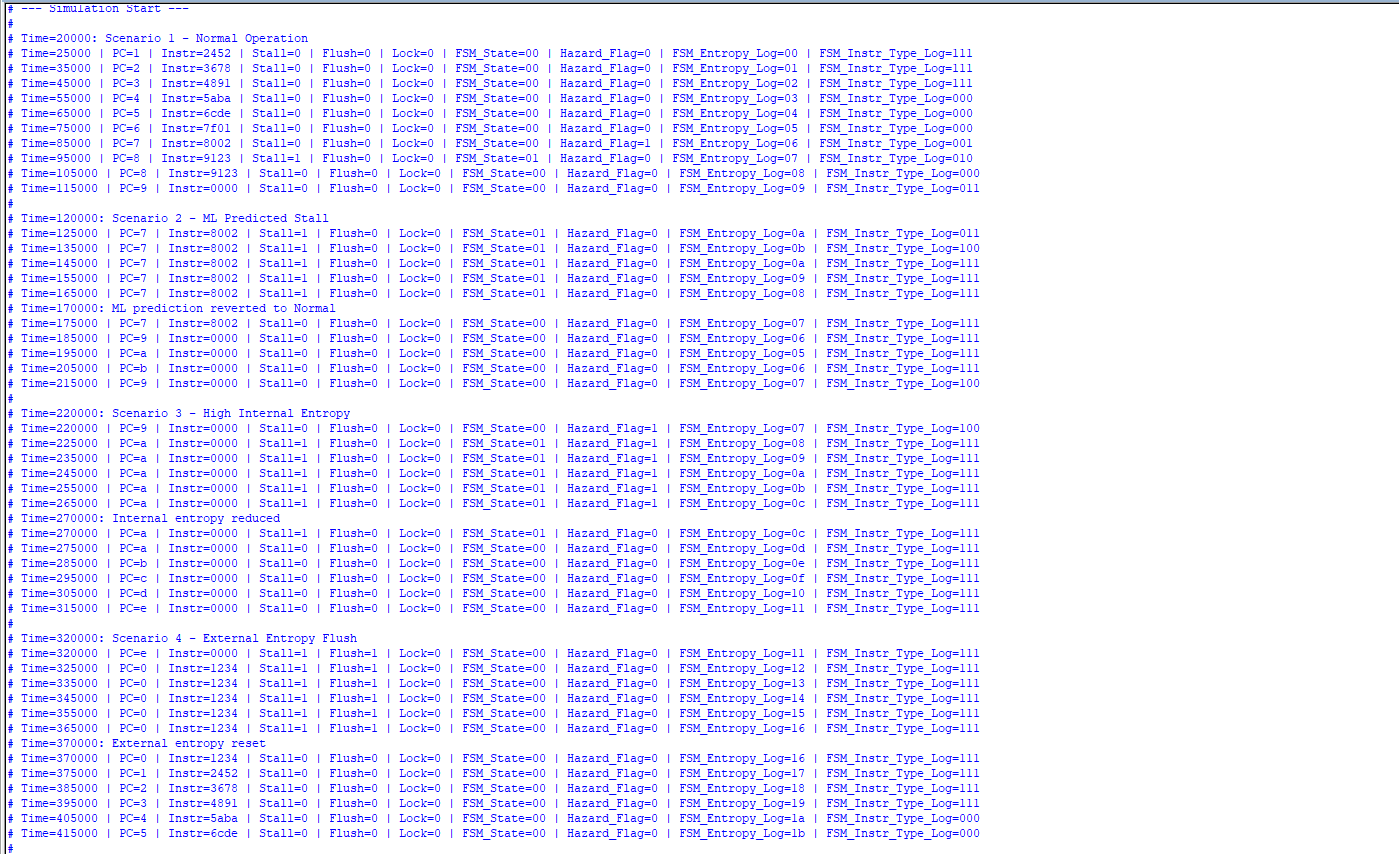 # --- Simulation Start ---
#
# Time=20000: Scenario 1 - Normal Operation
# Time=25000 | PC=1 | Instr=2452 | Stall=0 | Flush=0 | Lock=0 | FSM_State=00 | Hazard_Flag=0 | FSM_Entropy_Log=00 | FSM_Instr_Type_Log=111
# Time=35000 | PC=2 | Instr=3678 | Stall=0 | Flush=0 | Lock=0 | FSM_State=00 | Hazard_Flag=0 | FSM_Entropy_Log=01 | FSM_Instr_Type_Log=111
# Time=45000 | PC=3 | Instr=4891 | Stall=0 | Flush=0 | Lock=0 | FSM_State=00 | Hazard_Flag=0 | FSM_Entropy_Log=02 | FSM_Instr_Type_Log=111
# Time=55000 | PC=4 | Instr=5aba | Stall=0 | Flush=0 | Lock=0 | FSM_State=00 | Hazard_Flag=0 | FSM_Entropy_Log=03 | FSM_Instr_Type_Log=000
# Time=65000 | PC=5 | Instr=6cde | Stall=0 | Flush=0 | Lock=0 | FSM_State=00 | Hazard_Flag=0 | FSM_Entropy_Log=04 | FSM_Instr_Type_Log=000
# Time=75000 | PC=6 | Instr=7f01 | Stall=0 | Flush=0 | Lock=0 | FSM_State=00 | Hazard_Flag=0 | FSM_Entropy_Log=05 | FSM_Instr_Type_Log=000
# Time=85000 | PC=7 | Instr=8002 | Stall=0 | Flush=0 | Lock=0 | FSM_State=00 | Hazard_Flag=1 | FSM_Entropy_Log=06 | FSM_Instr_Type_Log=001
# Time=95000 | PC=8 | Instr=9123 | Stall=1 | Flush=0 | Lock=0 | FSM_State=01 | Hazard_Flag=0 | FSM_Entropy_Log=07 | FSM_Instr_Type_Log=010
# Time=105000 | PC=8 | Instr=9123 | Stall=0 | Flush=0 | Lock=0 | FSM_State=00 | Hazard_Flag=0 | FSM_Entropy_Log=08 | FSM_Instr_Type_Log=000
# Time=115000 | PC=9 | Instr=0000 | Stall=0 | Flush=0 | Lock=0 | FSM_State=00 | Hazard_Flag=0 | FSM_Entropy_Log=09 | FSM_Instr_Type_Log=011
#
# Time=120000: Scenario 2 - ML Predicted Stall
# Time=125000 | PC=7 | Instr=8002 | Stall=1 | Flush=0 | Lock=0 | FSM_State=01 | Hazard_Flag=0 | FSM_Entropy_Log=0a | FSM_Instr_Type_Log=011
# Time=135000 | PC=7 | Instr=8002 | Stall=1 | Flush=0 | Lock=0 | FSM_State=01 | Hazard_Flag=0 | FSM_Entropy_Log=0b | FSM_Instr_Type_Log=100
# Time=145000 | PC=7 | Instr=8002 | Stall=1 | Flush=0 | Lock=0 | FSM_State=01 | Hazard_Flag=0 | FSM_Entropy_Log=0a | FSM_Instr_Type_Log=111
# Time=155000 | PC=7 | Instr=8002 | Stall=1 | Flush=0 | Lock=0 | FSM_State=01 | Hazard_Flag=0 | FSM_Entropy_Log=09 | FSM_Instr_Type_Log=111
# Time=165000 | PC=7 | Instr=8002 | Stall=1 | Flush=0 | Lock=0 | FSM_State=01 | Hazard_Flag=0 | FSM_Entropy_Log=08 | FSM_Instr_Type_Log=111
# Time=170000: ML prediction reverted to Normal
# Time=175000 | PC=7 | Instr=8002 | Stall=0 | Flush=0 | Lock=0 | FSM_State=00 | Hazard_Flag=0 | FSM_Entropy_Log=07 | FSM_Instr_Type_Log=111
# Time=185000 | PC=9 | Instr=0000 | Stall=0 | Flush=0 | Lock=0 | FSM_State=00 | Hazard_Flag=0 | FSM_Entropy_Log=06 | FSM_Instr_Type_Log=111
# Time=195000 | PC=a | Instr=0000 | Stall=0 | Flush=0 | Lock=0 | FSM_State=00 | Hazard_Flag=0 | FSM_Entropy_Log=05 | FSM_Instr_Type_Log=111
# Time=205000 | PC=b | Instr=0000 | Stall=0 | Flush=0 | Lock=0 | FSM_State=00 | Hazard_Flag=0 | FSM_Entropy_Log=06 | FSM_Instr_Type_Log=111
# Time=215000 | PC=9 | Instr=0000 | Stall=0 | Flush=0 | Lock=0 | FSM_State=00 | Hazard_Flag=0 | FSM_Entropy_Log=07 | FSM_Instr_Type_Log=100
#
# Time=220000: Scenario 3 - High Internal Entropy
# Time=220000 | PC=9 | Instr=0000 | Stall=0 | Flush=0 | Lock=0 | FSM_State=00 | Hazard_Flag=1 | FSM_Entropy_Log=07 | FSM_Instr_Type_Log=100
# Time=225000 | PC=a | Instr=0000 | Stall=1 | Flush=0 | Lock=0 | FSM_State=01 | Hazard_Flag=1 | FSM_Entropy_Log=08 | FSM_Instr_Type_Log=111
# Time=235000 | PC=a | Instr=0000 | Stall=1 | Flush=0 | Lock=0 | FSM_State=01 | Hazard_Flag=1 | FSM_Entropy_Log=09 | FSM_Instr_Type_Log=111
# Time=245000 | PC=a | Instr=0000 | Stall=1 | Flush=0 | Lock=0 | FSM_State=01 | Hazard_Flag=1 | FSM_Entropy_Log=0a | FSM_Instr_Type_Log=111
# Time=255000 | PC=a | Instr=0000 | Stall=1 | Flush=0 | Lock=0 | FSM_State=01 | Hazard_Flag=1 | FSM_Entropy_Log=0b | FSM_Instr_Type_Log=111
# Time=265000 | PC=a | Instr=0000 | Stall=1 | Flush=0 | Lock=0 | FSM_State=01 | Hazard_Flag=1 | FSM_Entropy_Log=0c | FSM_Instr_Type_Log=111
# Time=270000: Internal entropy reduced
# Time=270000 | PC=a | Instr=0000 | Stall=1 | Flush=0 | Lock=0 | FSM_State=01 | Hazard_Flag=0 | FSM_Entropy_Log=0c | FSM_Instr_Type_Log=111
# Time=275000 | PC=a | Instr=0000 | Stall=0 | Flush=0 | Lock=0 | FSM_State=00 | Hazard_Flag=0 | FSM_Entropy_Log=0d | FSM_Instr_Type_Log=111
# Time=285000 | PC=b | Instr=0000 | Stall=0 | Flush=0 | Lock=0 | FSM_State=00 | Hazard_Flag=0 | FSM_Entropy_Log=0e | FSM_Instr_Type_Log=111
# Time=295000 | PC=c | Instr=0000 | Stall=0 | Flush=0 | Lock=0 | FSM_State=00 | Hazard_Flag=0 | FSM_Entropy_Log=0f | FSM_Instr_Type_Log=111
# Time=305000 | PC=d | Instr=0000 | Stall=0 | Flush=0 | Lock=0 | FSM_State=00 | Hazard_Flag=0 | FSM_Entropy_Log=10 | FSM_Instr_Type_Log=111
# Time=315000 | PC=e | Instr=0000 | Stall=0 | Flush=0 | Lock=0 | FSM_State=00 | Hazard_Flag=0 | FSM_Entropy_Log=11 | FSM_Instr_Type_Log=111
#
# Time=320000: Scenario 4 - External Entropy Flush
# Time=320000 | PC=e | Instr=0000 | Stall=1 | Flush=1 | Lock=0 | FSM_State=00 | Hazard_Flag=0 | FSM_Entropy_Log=11 | FSM_Instr_Type_Log=111
# Time=325000 | PC=0 | Instr=1234 | Stall=1 | Flush=1 | Lock=0 | FSM_State=00 | Hazard_Flag=0 | FSM_Entropy_Log=12 | FSM_Instr_Type_Log=111
# Time=335000 | PC=0 | Instr=1234 | Stall=1 | Flush=1 | Lock=0 | FSM_State=00 | Hazard_Flag=0 | FSM_Entropy_Log=13 | FSM_Instr_Type_Log=111
# Time=345000 | PC=0 | Instr=1234 | Stall=1 | Flush=1 | Lock=0 | FSM_State=00 | Hazard_Flag=0 | FSM_Entropy_Log=14 | FSM_Instr_Type_Log=111
# Time=355000 | PC=0 | Instr=1234 | Stall=1 | Flush=1 | Lock=0 | FSM_State=00 | Hazard_Flag=0 | FSM_Entropy_Log=15 | FSM_Instr_Type_Log=111
# Time=365000 | PC=0 | Instr=1234 | Stall=1 | Flush=1 | Lock=0 | FSM_State=00 | Hazard_Flag=0 | FSM_Entropy_Log=16 | FSM_Instr_Type_Log=111
# Time=370000: External entropy reset
# Time=370000 | PC=0 | Instr=1234 | Stall=0 | Flush=0 | Lock=0 | FSM_State=00 | Hazard_Flag=0 | FSM_Entropy_Log=16 | FSM_Instr_Type_Log=111
# Time=375000 | PC=1 | Instr=2452 | Stall=0 | Flush=0 | Lock=0 | FSM_State=00 | Hazard_Flag=0 | FSM_Entropy_Log=17 | FSM_Instr_Type_Log=111
# Time=385000 | PC=2 | Instr=3678 | Stall=0 | Flush=0 | Lock=0 | FSM_State=00 | Hazard_Flag=0 | FSM_Entropy_Log=18 | FSM_Instr_Type_Log=111
# Time=395000 | PC=3 | Instr=4891 | Stall=0 | Flush=0 | Lock=0 | FSM_State=00 | Hazard_Flag=0 | FSM_Entropy_Log=19 | FSM_Instr_Type_Log=111
# Time=405000 | PC=4 | Instr=5aba | Stall=0 | Flush=0 | Lock=0 | FSM_State=00 | Hazard_Flag=0 | FSM_Entropy_Log=1a | FSM_Instr_Type_Log=000
# Time=415000 | PC=5 | Instr=6cde | Stall=0 | Flush=0 | Lock=0 | FSM_State=00 | Hazard_Flag=0 | FSM_Entropy_Log=1b | FSM_Instr_Type_Log=000
#